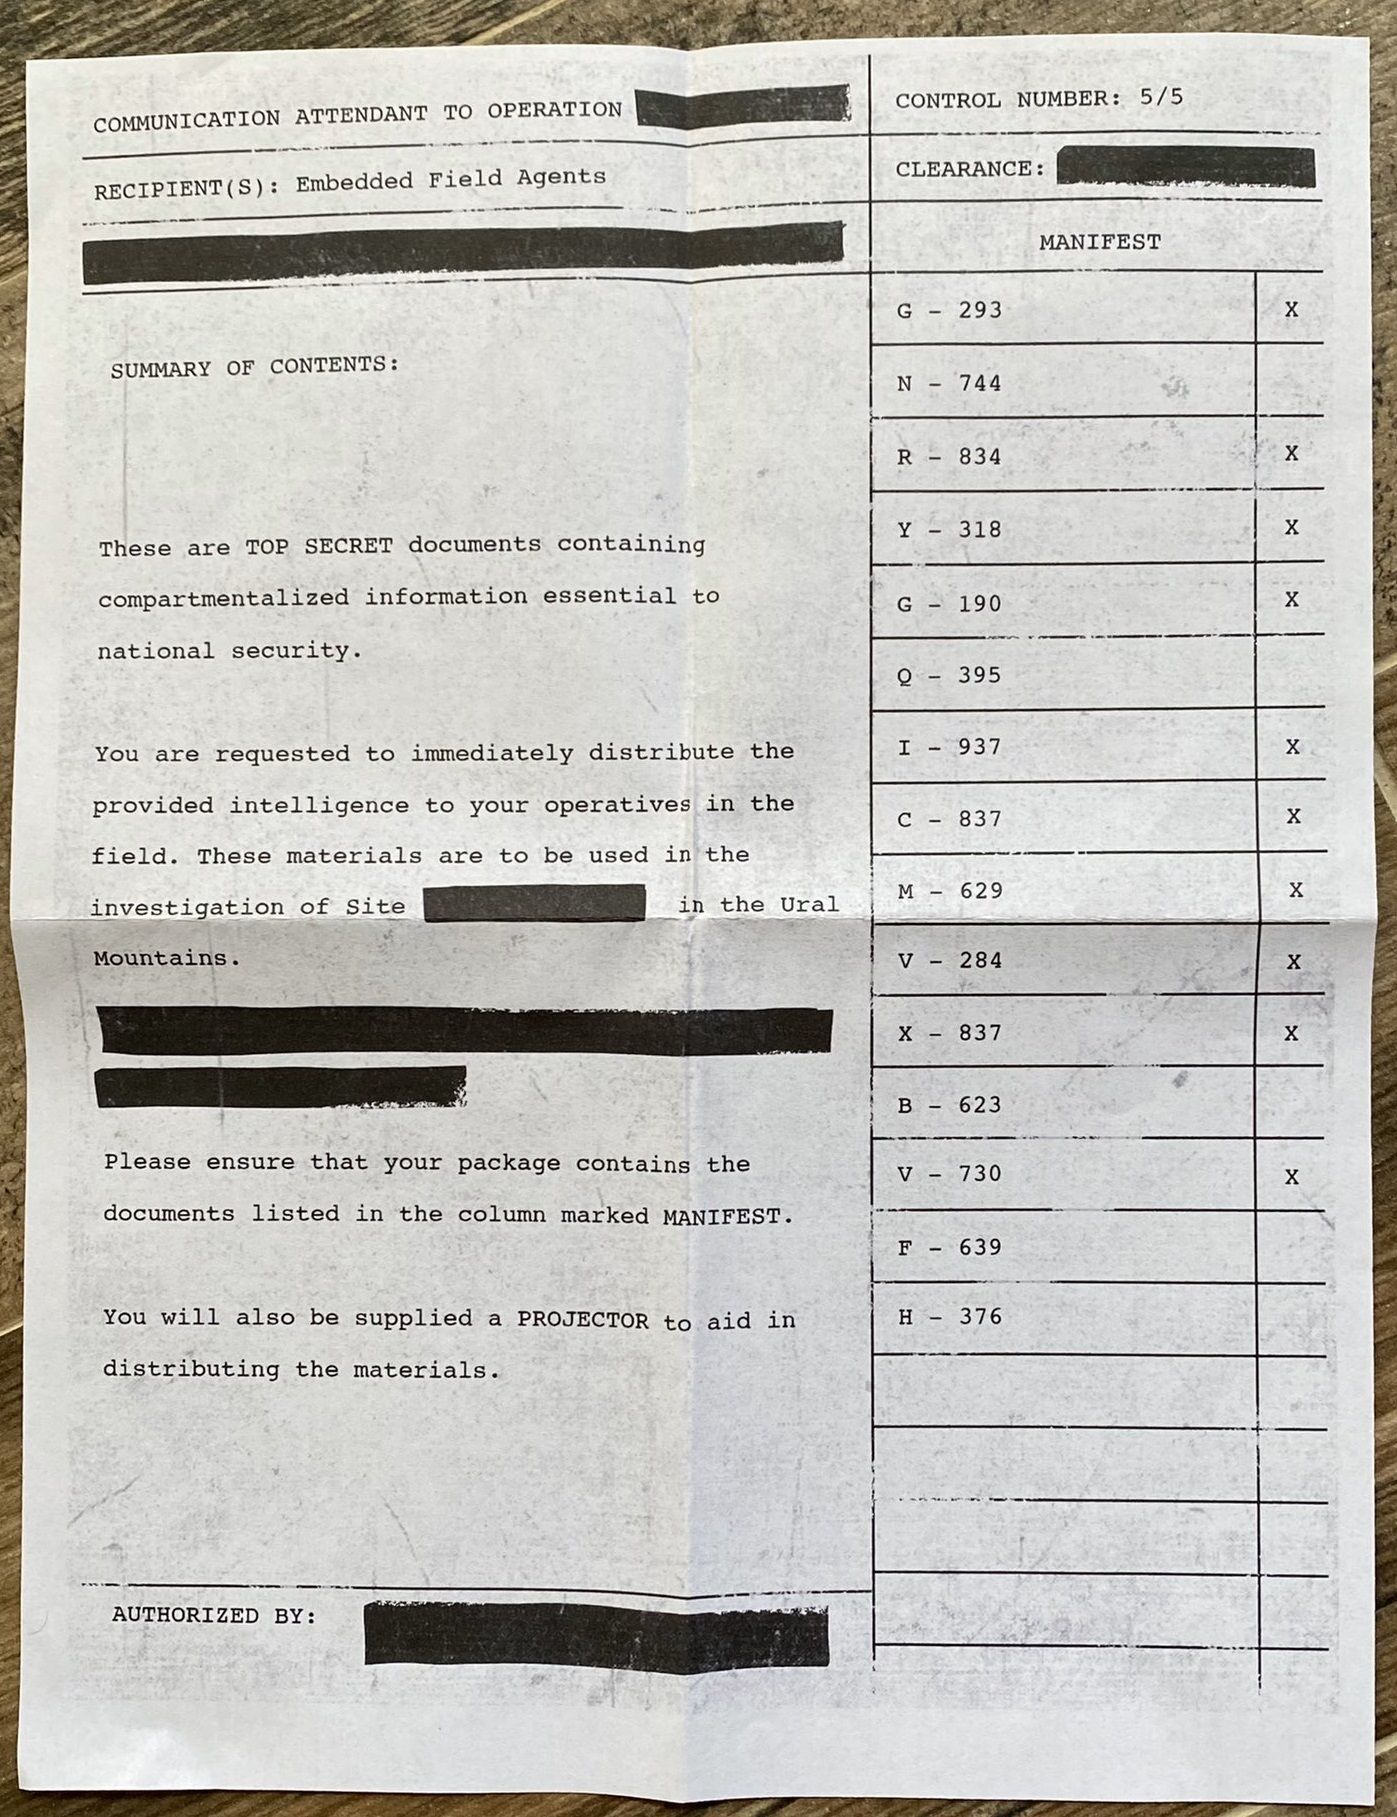 COMMUNICATION ATTENDANT TO OPERATION
RECIPIENT(S): Embedded Field Agents
SUMMARY OF CONTENTS:
These are TOP SECRET documents containing
compartmentalized information essential to
national security.
You are requested to immediately distribute the
provided intelligence to your operatives in the
field. These materials are to be used in the
investigation of Site in the Ural
Mountains.
Please ensure that your package contains the
documents listed in the column marked MANIFEST.
You will also be supplied a PROJECTOR to aid in
distributing the materials.
AUTHORIZED BY:
CONTROL NUMBER: 5/5
CLEARANCE:
MANIFEST
G - 293 X
N - 744
R - 834 X
Y - 318 X
G - 190 X
Q - 395
I - 937 X
C - 837 X
M - 629 X
V - 284 X
X - 837 X
B - 623
V - 730 X
F - 639
H - 376